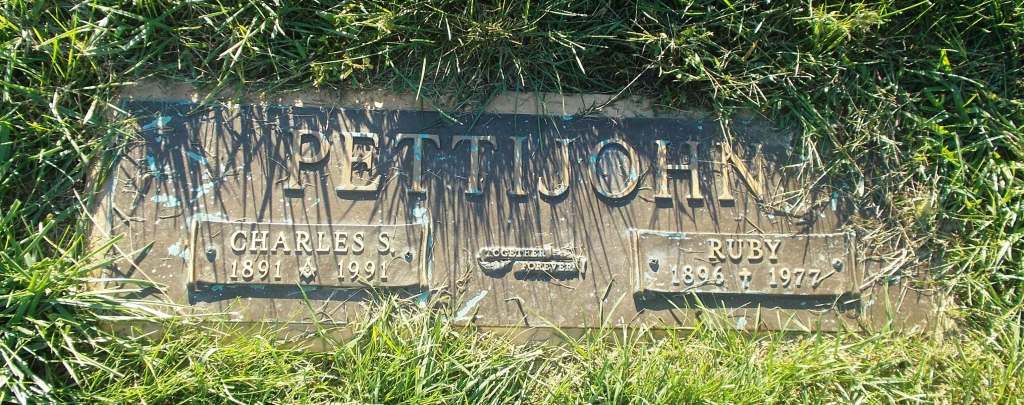 PETTIJOHN
CHARLES S.
1891 1991
TOGETHER
FOREVER
RUBY
1896 ✝ 1977